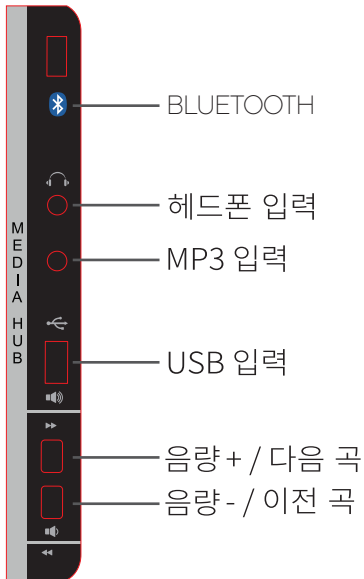 BLUETOOTH
헤드폰 입력
MP3 입력
MEDIA HUB
USB 입력
음량 + / 다음 곡
음량 - / 이전 곡